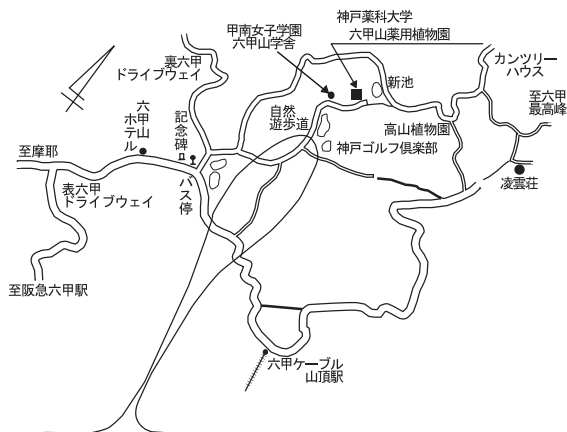 神戸薬科大学
六甲山薬用植物園
甲南女子学園
六甲山学舎
裏六甲
ドライブウェイ
カンツリー
ハウス
新池
至六甲
最高峰
六甲山ホテル
記念碑
自然
遊歩道
高山植物園
至摩耶
神戸ゴルフ倶楽部
バス停
凌雲荘
表六甲
ドライブウェイ
至阪急六甲駅
六甲ケーブル
山頂駅